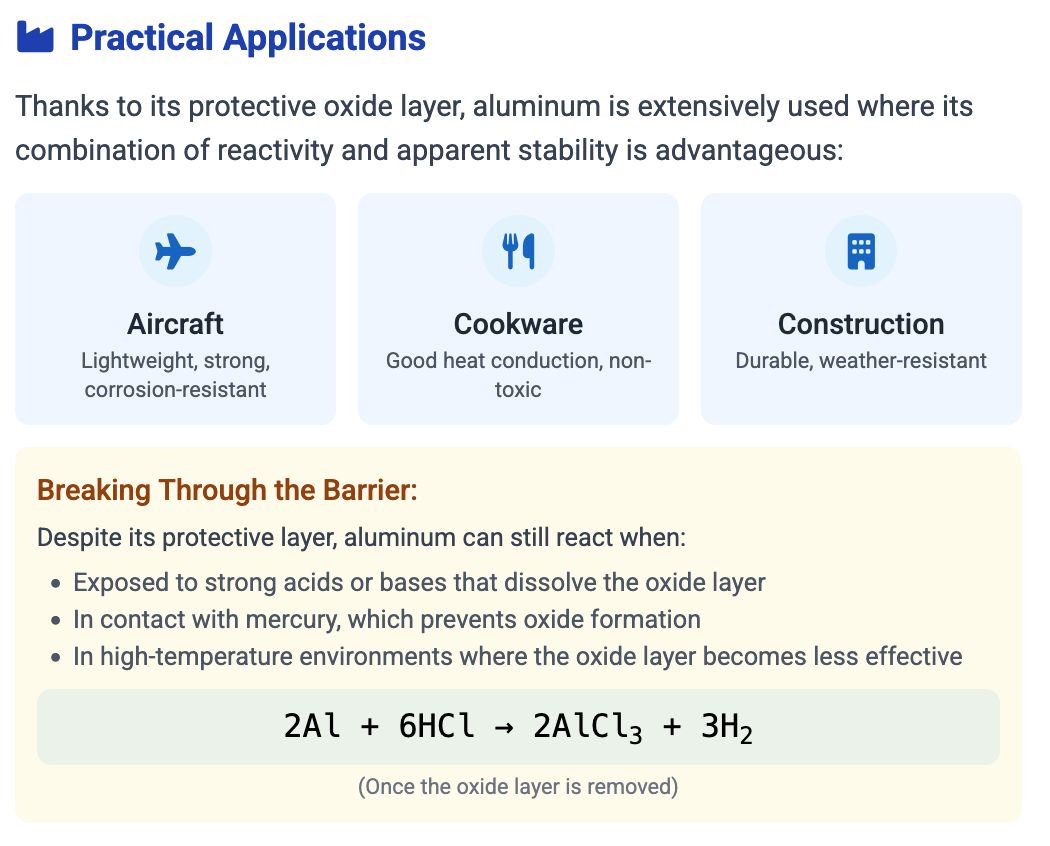 Practical Applications
Thanks to its protective oxide layer, aluminum is extensively used where its
combination of reactivity and apparent stability is advantageous:
Aircraft
Lightweight, strong,
corrosion-resistant
Cookware
Good heat conduction, non-
toxic
Construction
Durable, weather-resistant
Breaking Through the Barrier:
Despite its protective layer, aluminum can still react when:
• Exposed to strong acids or bases that dissolve the oxide layer
• In contact with mercury, which prevents oxide formation
• In high-temperature environments where the oxide layer becomes less effective
2Al + 6HCl → 2AlCl₃ + 3H₂
(Once the oxide layer is removed)